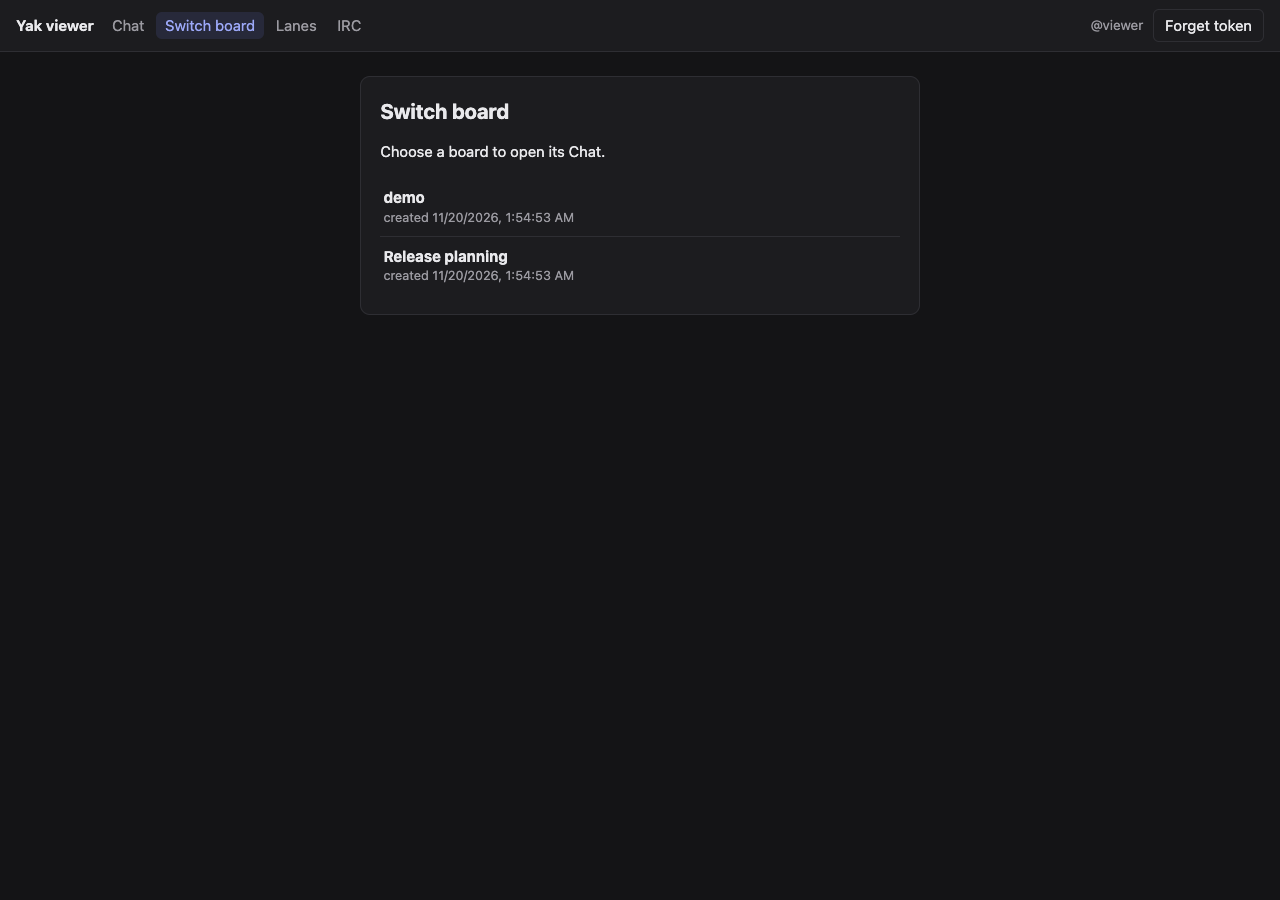 Yak viewer Chat Switch board Lanes IRC @viewer Forget token
Switch board
Choose a board to open its Chat.
demo
created 11/20/2026, 1:54:53 AM
Release planning
created 11/20/2026, 1:54:53 AM